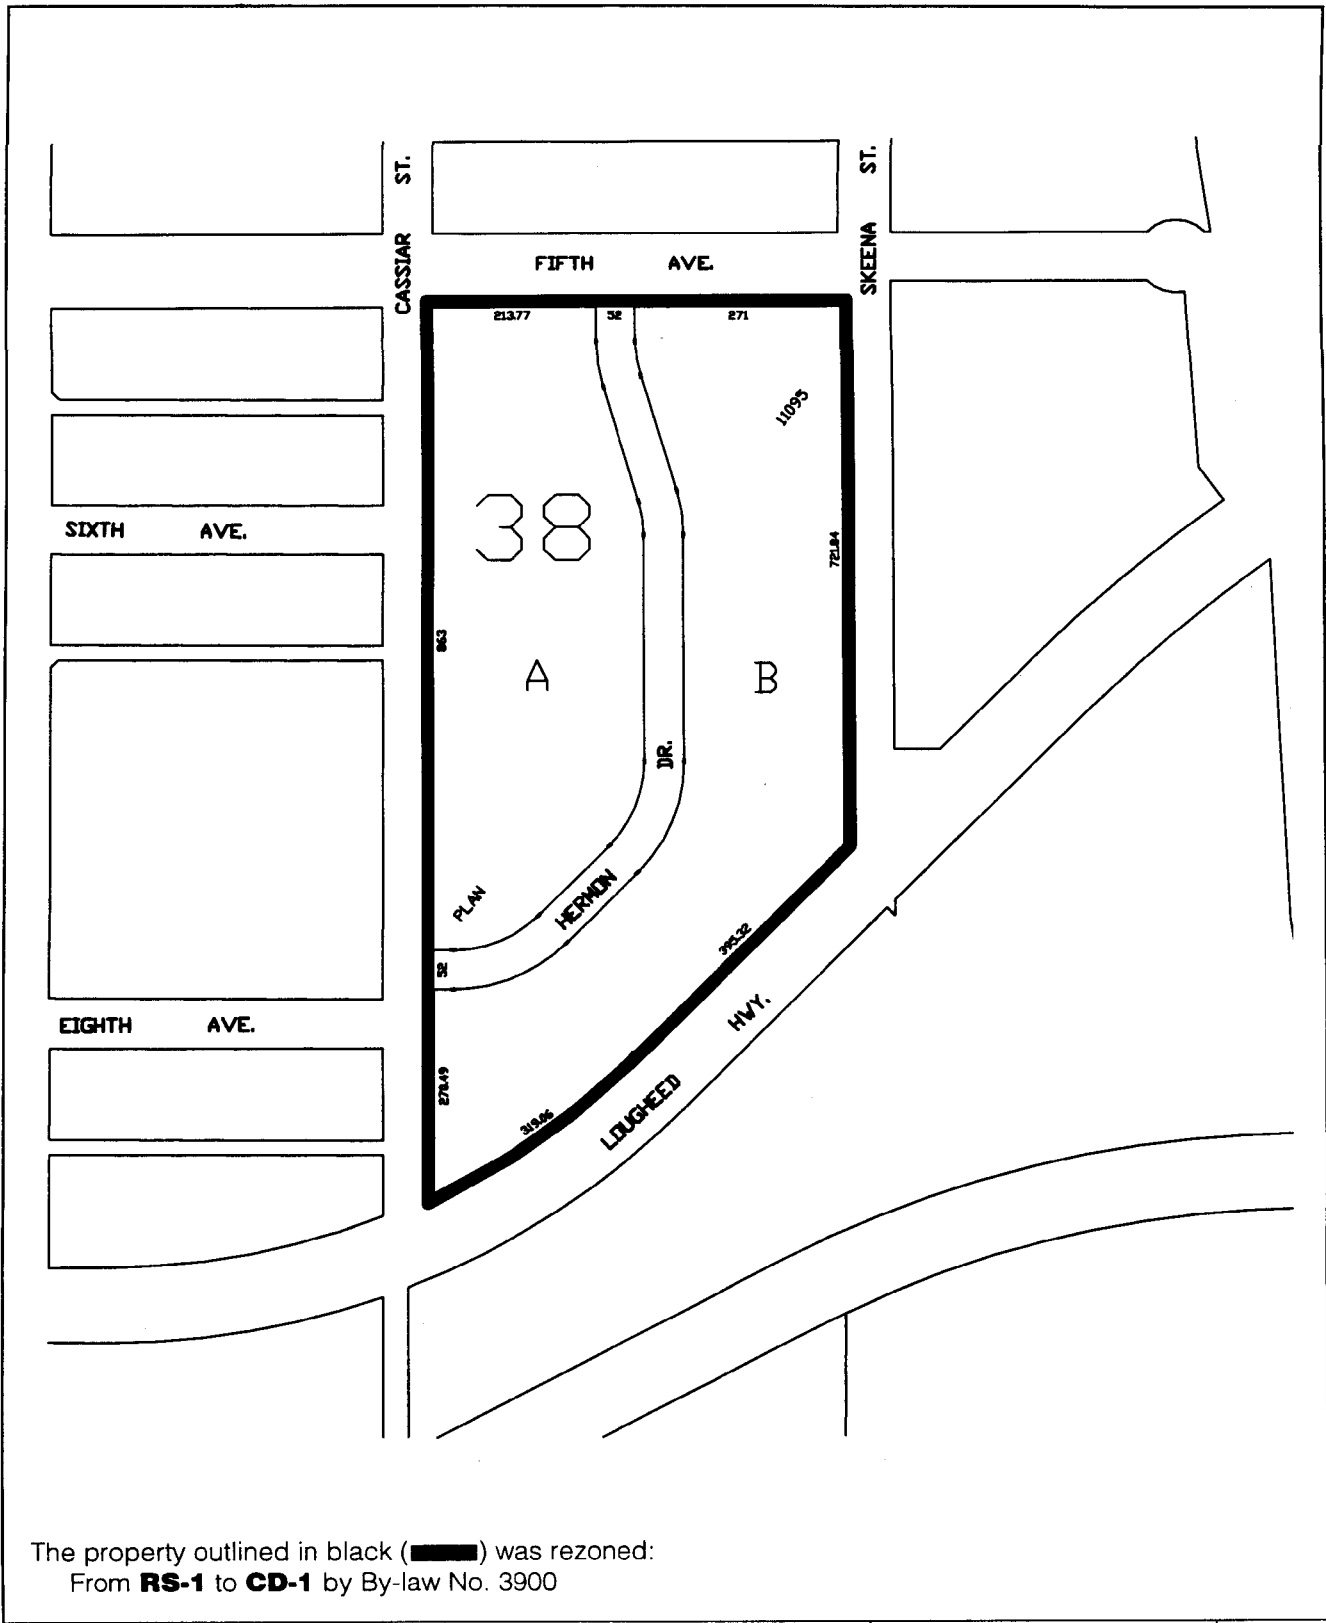 CASSIAR ST.
SKEENA ST.
FIFTH AVE.
213.77
52
271
11095
38
SIXTH AVE.
721.84
863
A
B
DR.
HERMON
PLAN
52
395.32
EIGHTH AVE.
278.49
319.06
LOUGHEED HWY.
The property outlined in black ( ) was rezoned:
From RS-1 to CD-1 by By-law No. 3900